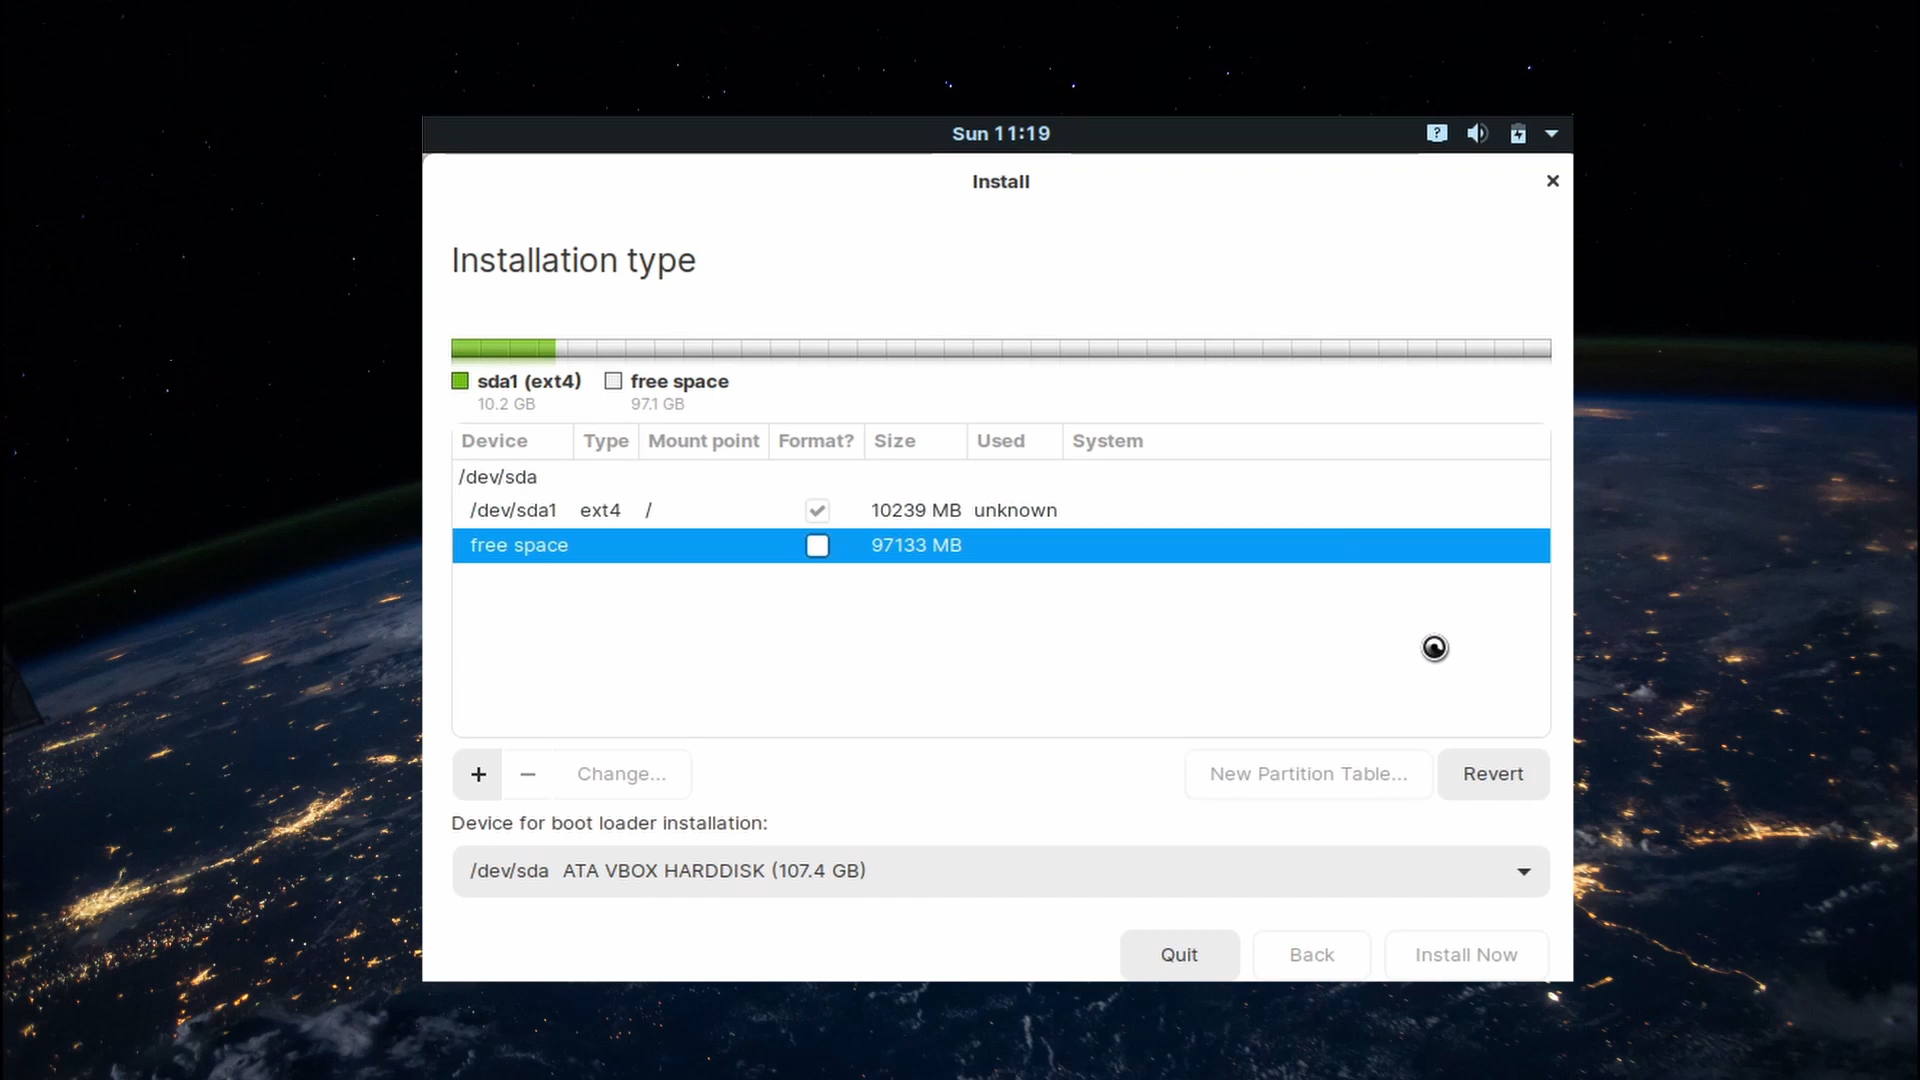 Sun 11:19
Install
Installation type
sda1 (ext4) free space
10.2 GB 97.1 GB
Device Type Mount point Format? Size Used System
/dev/sda
/dev/sda1 ext4 / 10239 MB unknown
free space 97133 MB
+ − Change... New Partition Table... Revert
Device for boot loader installation:
/dev/sda ATA VBOX HARDDISK (107.4 GB)
Quit Back Install Now